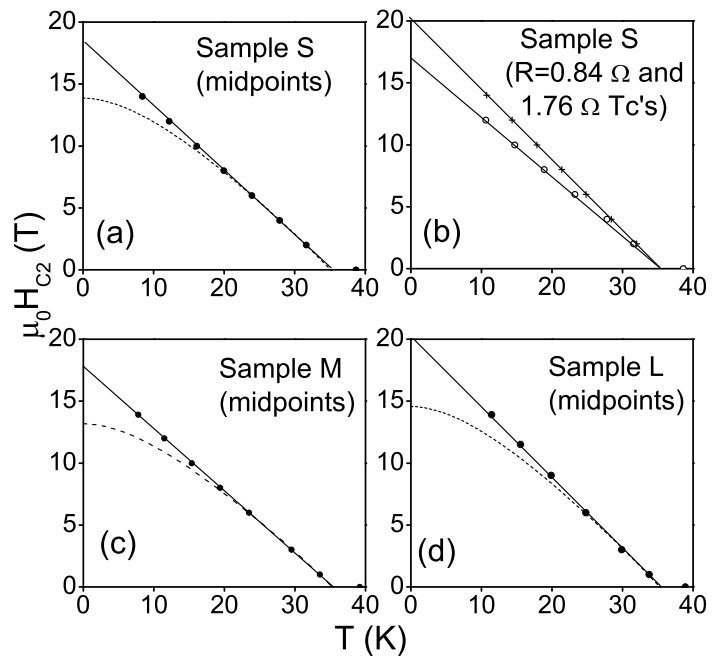 20
15
10
5
0
0 10 20 30 40
Sample S
(midpoints)
(a)
20
15
10
5
0
0 10 20 30 40
Sample S
(R=0.84 Ω and
1.76 Ω Tc's)
(b)
μ0HC2 (T)
20
15
10
5
0
0 10 20 30 40
Sample M
(midpoints)
(c)
20
15
10
5
0
0 10 20 30 40
Sample L
(midpoints)
(d)
T (K)